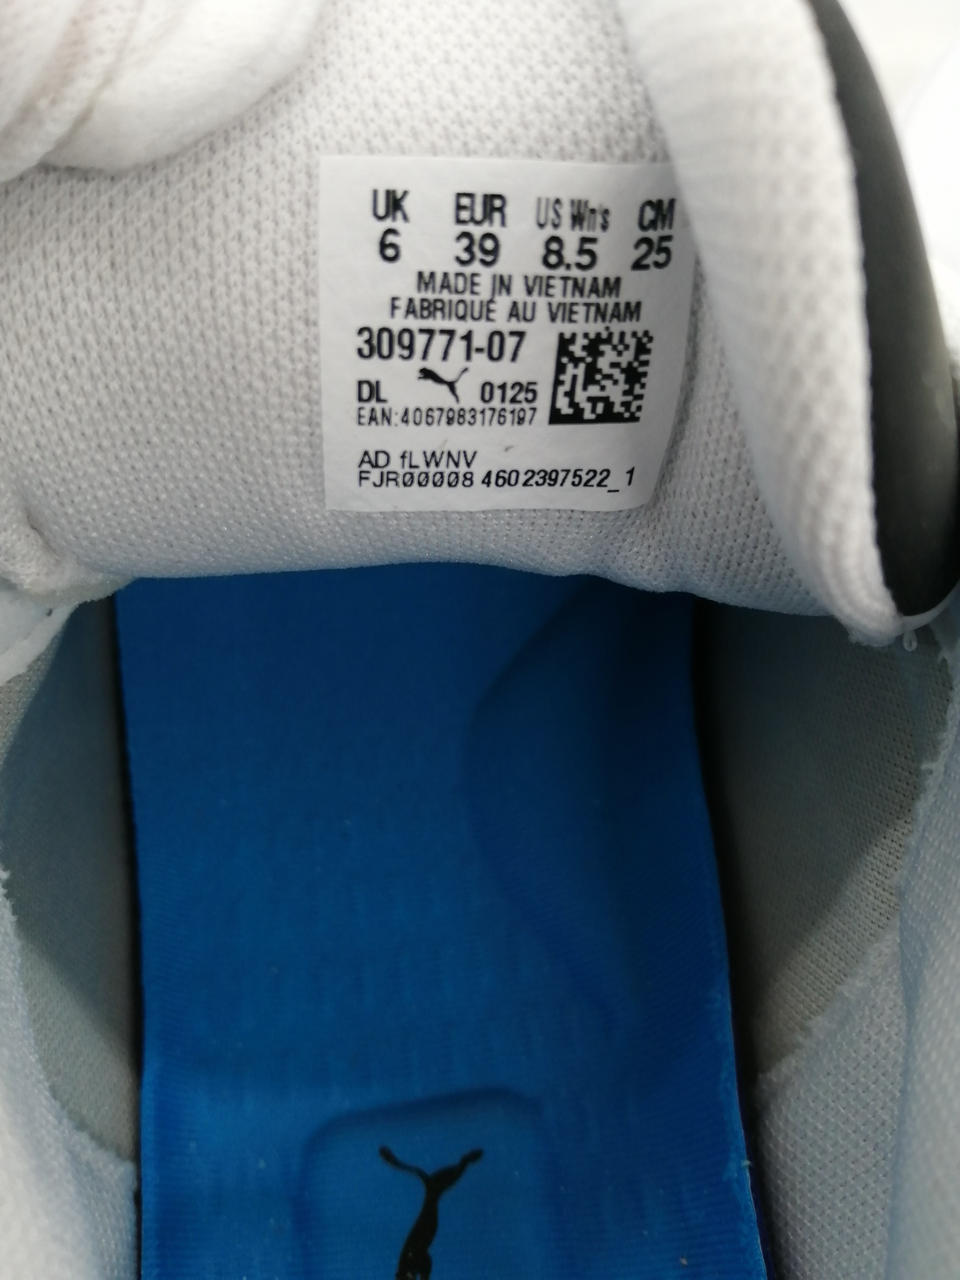 UK EUR US Wn's CM
6 39 8.5 25
MADE IN VIETNAM
FABRIQUÉ AU VIETNAM
309771-07
DL 0125
EAN:4067983176197
AD fLWNV
FJR00008 4602397522_1